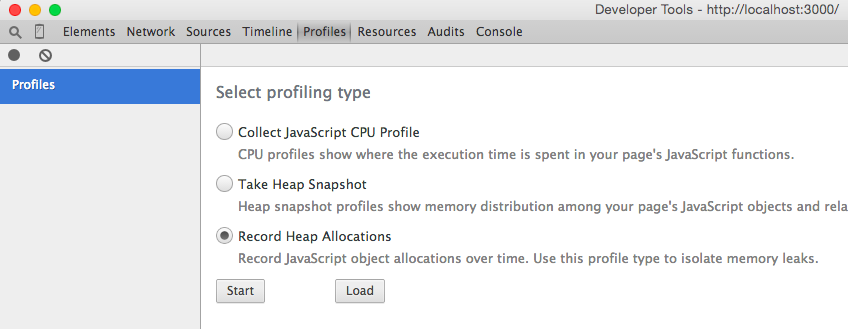 Developer Tools - http://localhost:3000/
Elements Network Sources Timeline Profiles Resources Audits Console
Profiles
Select profiling type
Collect JavaScript CPU Profile
CPU profiles show where the execution time is spent in your page's JavaScript functions.
Take Heap Snapshot
Heap snapshot profiles show memory distribution among your page's JavaScript objects and rela
Record Heap Allocations
Record JavaScript object allocations over time. Use this profile type to isolate memory leaks.
Start Load